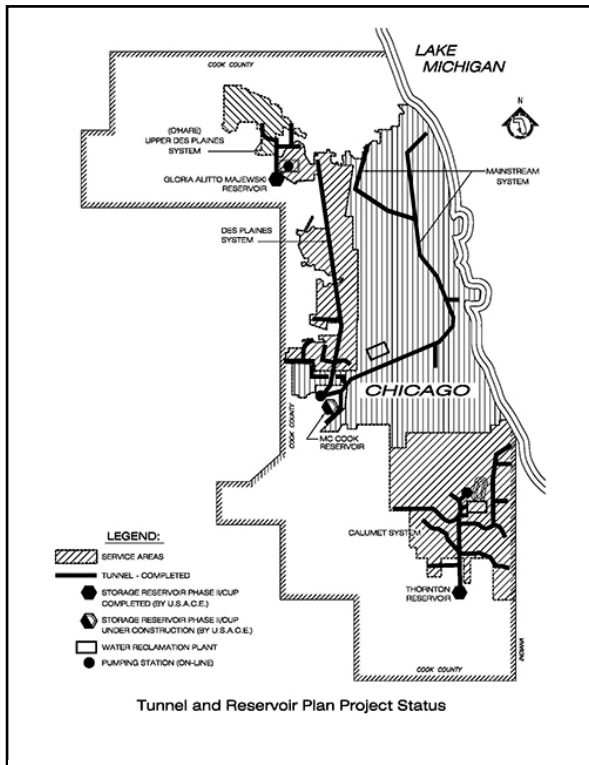 COOK COUNTY
LAKE
MICHIGAN
N
(O'HARE)
UPPER DES PLAINES
SYSTEM
GLORIA ALITTO MAJEWSKI
RESERVOIR
MAINSTREAM
SYSTEM
DES PLAINES
SYSTEM
CHICAGO
COOK COUNTY
MC COOK
RESERVOIR
CALUMET SYSTEM
THORNTON
RESERVOIR
LEGEND:
SERVICE AREAS
TUNNEL - COMPLETED
STORAGE RESERVOIR PHASE II/CUP
COMPLETED (BY U.S.A.C.E.)
STORAGE RESERVOIR PHASE II/CUP
UNDER CONSTRUCTION (BY U.S.A.C.E.)
WATER RECLAMATION PLANT
PUMPING STATION (ON-LINE)
COOK COUNTY
INDIANA
Tunnel and Reservoir Plan Project Status